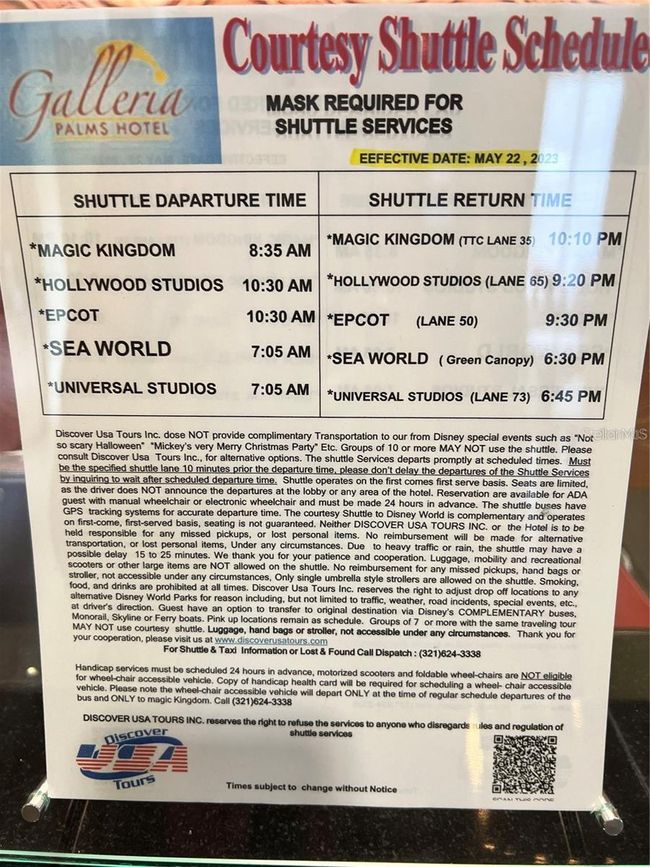 Galleria
PALMS HOTEL
Courtesy Shuttle Schedule
MASK REQUIRED FOR
SHUTTLE SERVICES
EEFECTIVE DATE: MAY 22 , 2023
SHUTTLE DAPARTURE TIME
*MAGIC KINGDOM 8:35 AM
*HOLLYWOOD STUDIOS 10:30 AM
*EPCOT 10:30 AM
*SEA WORLD 7:05 AM
*UNIVERSAL STUDIOS 7:05 AM
SHUTTLE RETURN TIME
*MAGIC KINGDOM (TTC LANE 35) 10:10 PM
*HOLLYWOOD STUDIOS (LANE 65) 9:20 PM
*EPCOT (LANE 50) 9:30 PM
*SEA WORLD ( Green Canopy) 6:30 PM
*UNIVERSAL STUDIOS (LANE 73) 6:45 PM
Discover Usa Tours Inc. dose NOT provide complimentary Transportation to our from Disney special events such as "Not
so scary Halloween" "Mickey's very Merry Christmas Party" Etc. Groups of 10 or more MAY NOT use the shuttle. Please
consult Discover Usa Tours Inc., for alternative options. The shuttle Services departs promptly at scheduled times. Must
be the specified shuttle lane 10 minutes prior the departure time, please don't delay the departures of the Shuttle Services
by inquiring to wait after scheduled departure time. Shuttle operates on the first comes first serve basis. Seats are limited,
as the driver does NOT announce the departures at the lobby or any area of the hotel. Reservation are available for ADA
guest with manual wheelchair or electronic wheelchair and must be made 24 hours in advance. The shuttle buses have
GPS tracking systems for accurate departure time. The courtesy Shuttle to Disney World is complementary and operates
on first-come, first-served basis, seating is not guaranteed. Neither DISCOVER USA TOURS INC. or the Hotel is to be
held responsible for any missed pickups, or lost personal items. No reimbursement will be made for alternative
transportation, or lost personal items, Under any circumstances. Due to heavy traffic or rain, the shuttle may have a
possible delay 15 to 25 minutes. We thank you for your patience and cooperation. Luggage, mobility and recreational
scooters or other large items are NOT allowed on the shuttle. No reimbursement for any missed pickups, hand bags or
stroller, not accessible under any circumstances, Only single umbrella style strollers are allowed on the shuttle. Smoking,
food, and drinks are prohibited at all times. Discover Usa Tours Inc. reserves the right to adjust drop off locations to any
alternative Disney World Parks for reason including, but not limited to traffic, weather, road incidents, special events, etc.,
at driver's direction. Guest have an option to transfer to original destination via Disney's COMPLEMENTARY buses,
Monorail, Skyline or Ferry boats. Pink up locations remain as schedule. Groups of 7 or more with the same traveling tour
MAY NOT use courtesy shuttle. Luggage, hand bags or stroller, not accessible under any circumstances. Thank you for
your cooperation, please visit us at www.discoverusatours.com
For Shuttle & Taxi Information or Lost & Found Call Dispatch : (321)624-3338
Handicap services must be scheduled 24 hours in advance, motorized scooters and foldable wheel-chairs are NOT eligible
for wheel-chair accessible vehicle. Copy of handicap health card will be required for scheduling a wheel- chair accessible
vehicle. Please note the wheel-chair accessible vehicle will depart ONLY at the time of regular schedule departures of the
bus and ONLY to magic Kingdom. Call (321)624-3338
DISCOVER USA TOURS INC. reserves the right to refuse the services to anyone who disregards rules and regulation of
shuttle services
Discover
USA
Tours
Times subject to change without Notice